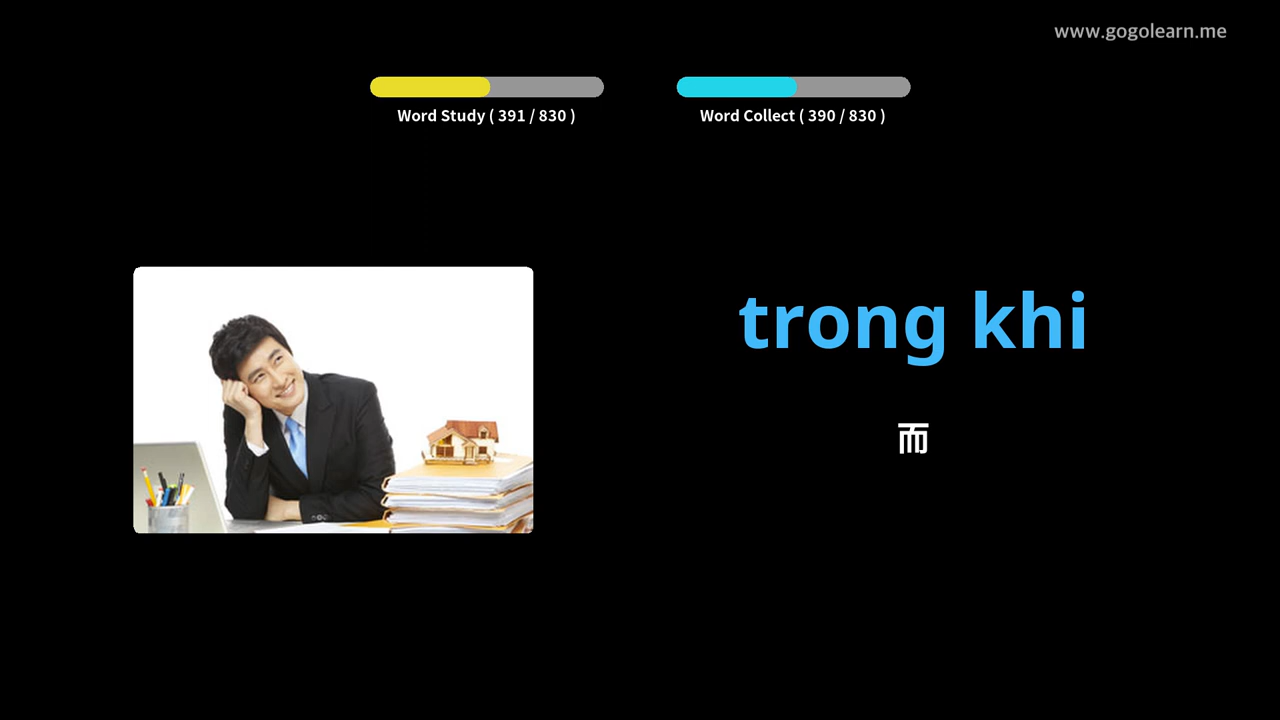 www.gogolearn.me
Word Study ( 391 / 830 )
Word Collect ( 390 / 830 )
trong khi
而